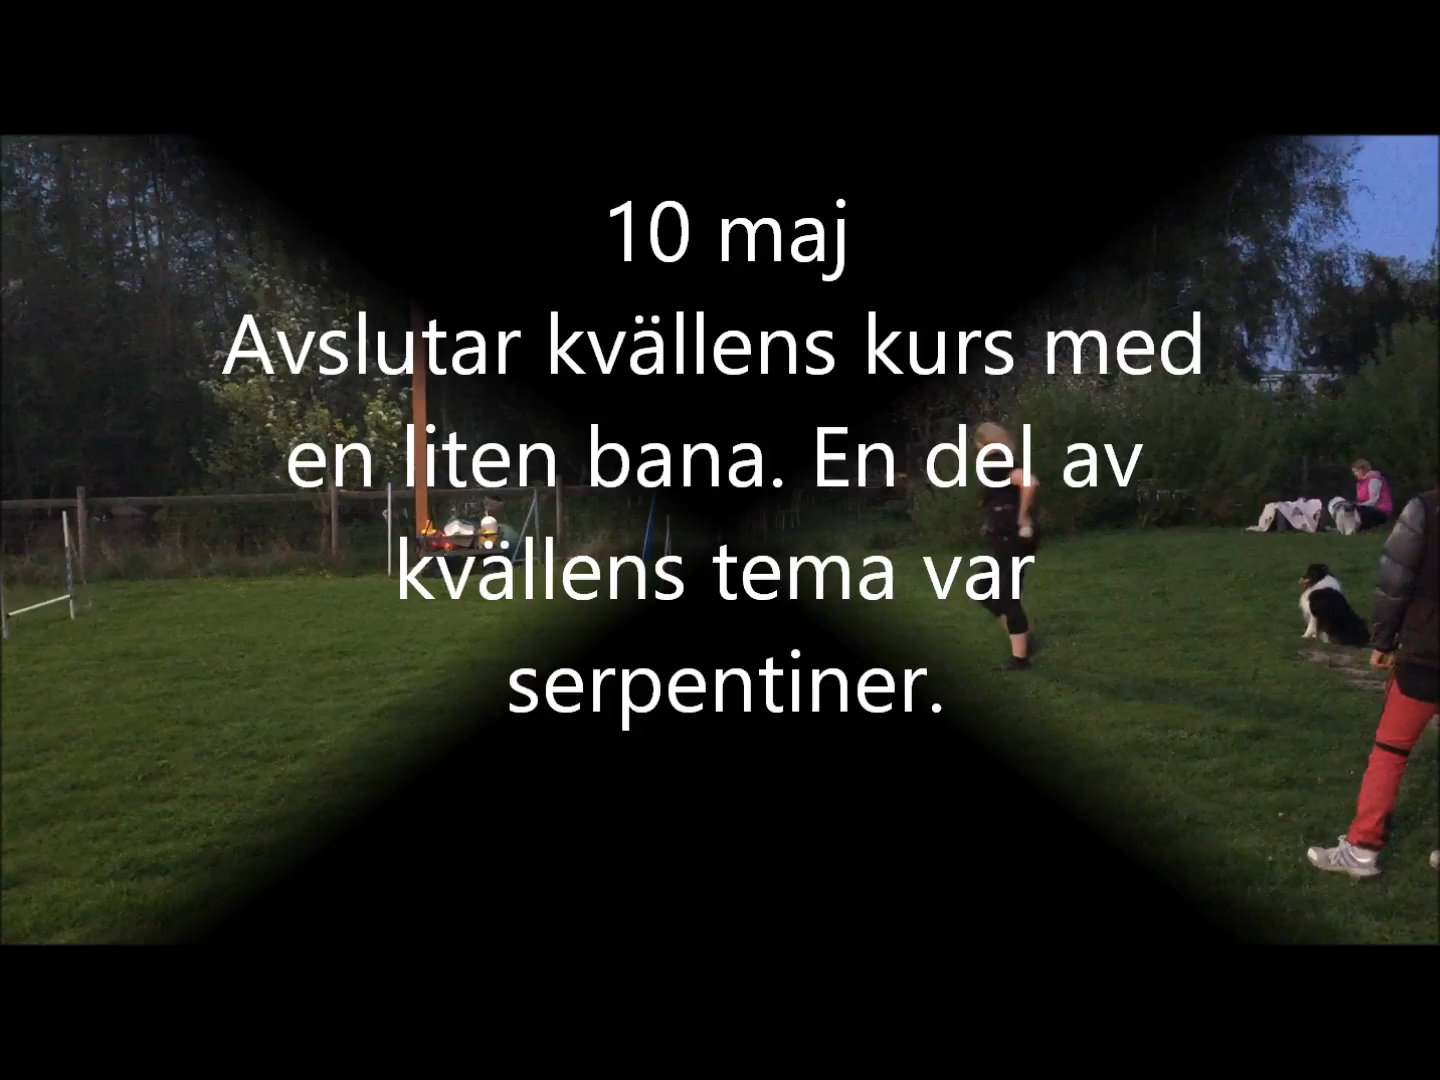 10 maj
Avslutar kvällens kurs med
en liten bana. En del av
kvällens tema var
serpentiner.